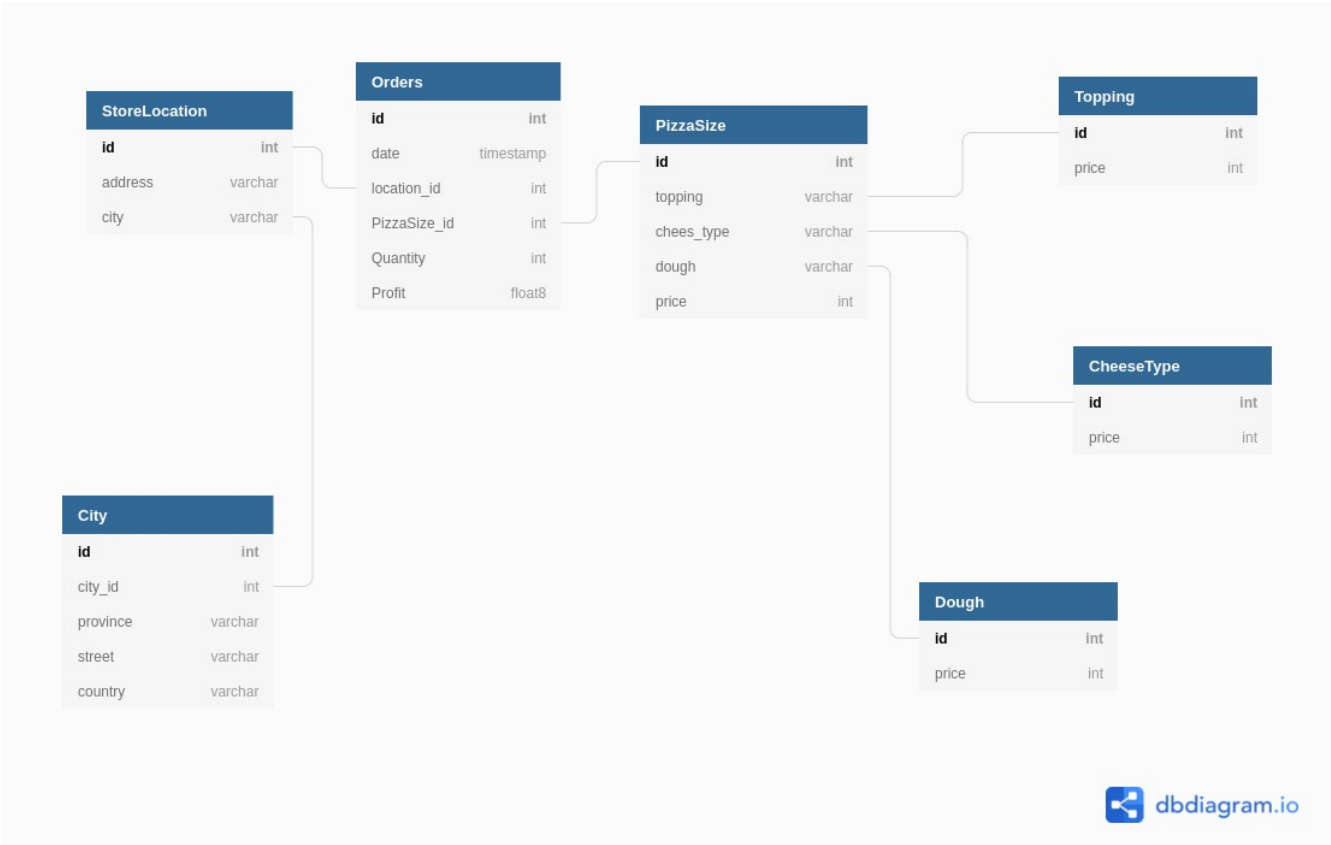 StoreLocation
id int
address varchar
city varchar
Orders
id int
date timestamp
location_id int
PizzaSize_id int
Quantity int
Profit float8
PizzaSize
id int
topping varchar
chees_type varchar
dough varchar
price int
Topping
id int
price int
CheeseType
id int
price int
City
id int
city_id int
province varchar
street varchar
country varchar
Dough
id int
price int
dbdiagram.io